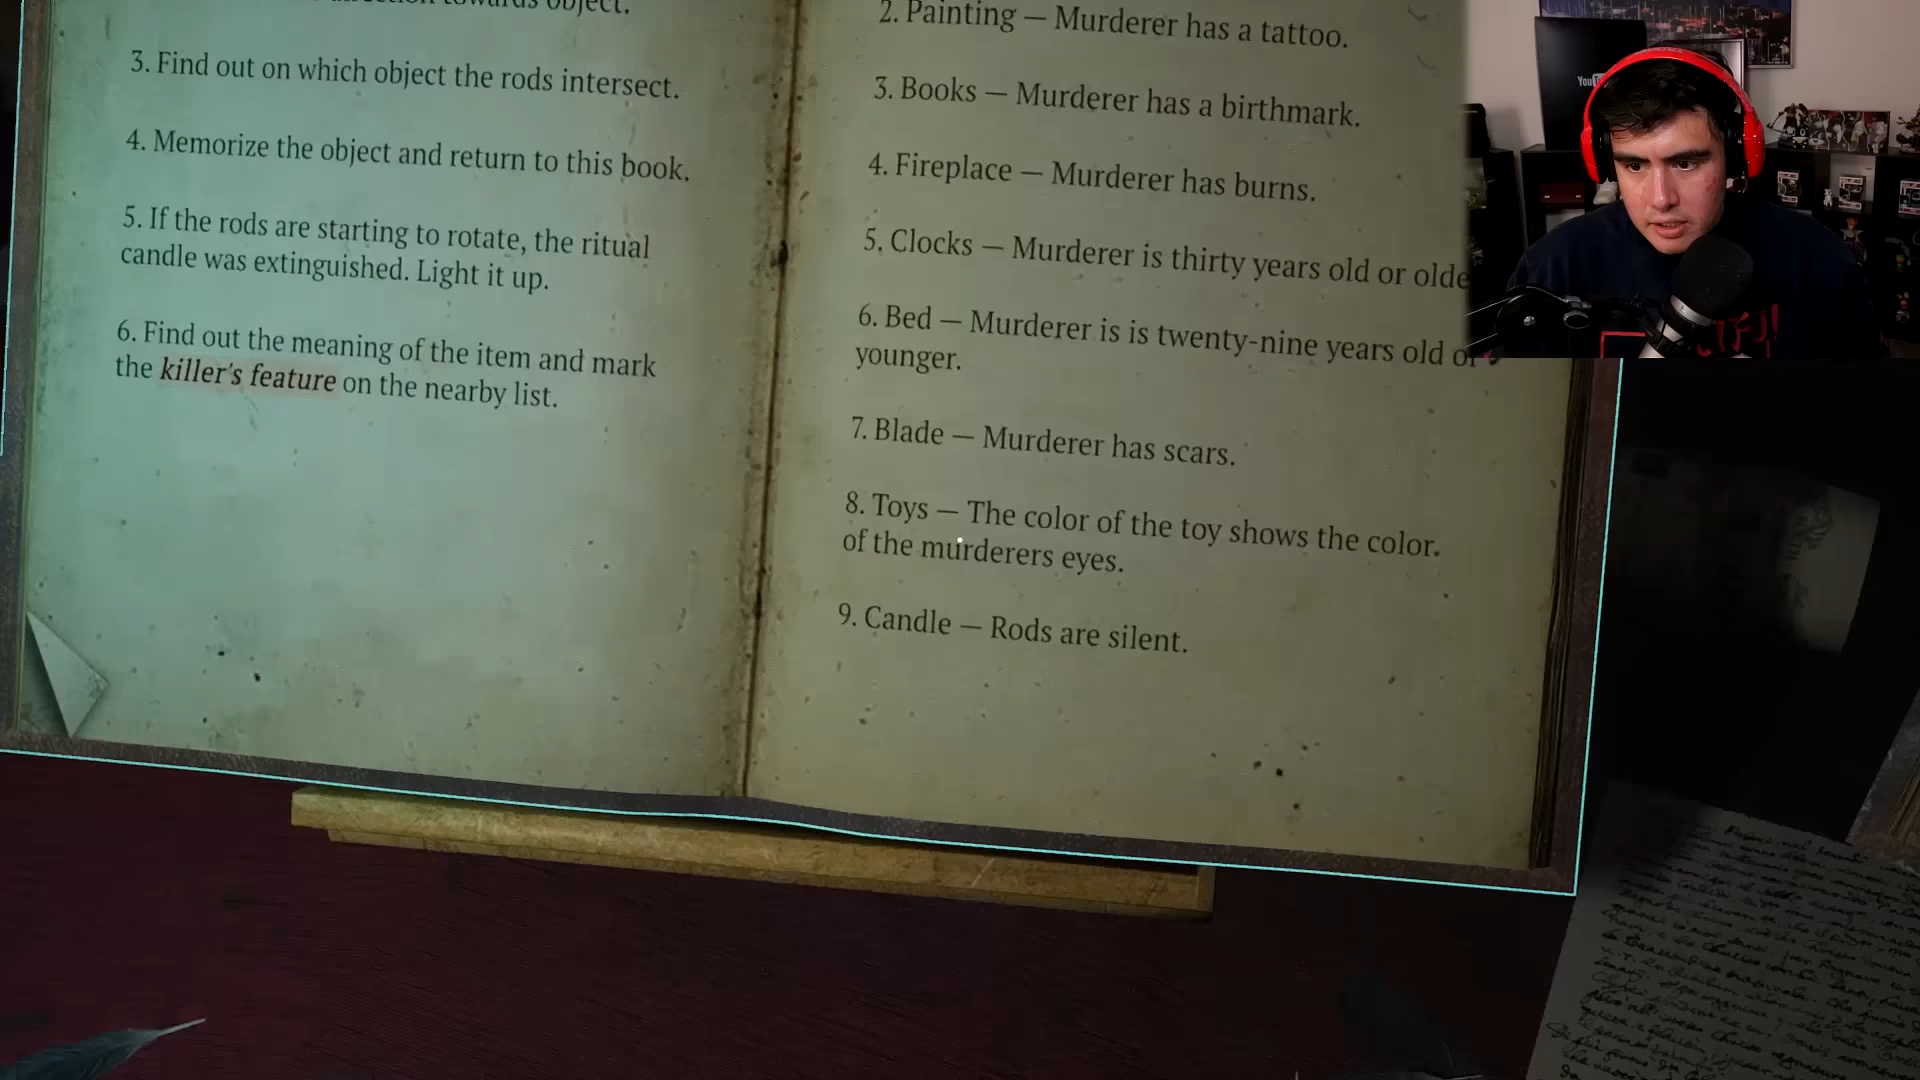 towards object.
3. Find out on which object the rods intersect.
4. Memorize the object and return to this book.
5. If the rods are starting to rotate, the ritual
candle was extinguished. Light it up.
6. Find out the meaning of the item and mark
the killer's feature on the nearby list.
2. Painting — Murderer has a tattoo.
3. Books — Murderer has a birthmark.
4. Fireplace — Murderer has burns.
5. Clocks — Murderer is thirty years old or olde
6. Bed — Murderer is is twenty-nine years old or
younger.
7. Blade — Murderer has scars.
8. Toys — The color of the toy shows the color.
of the murderers eyes.
9. Candle — Rods are silent.
You